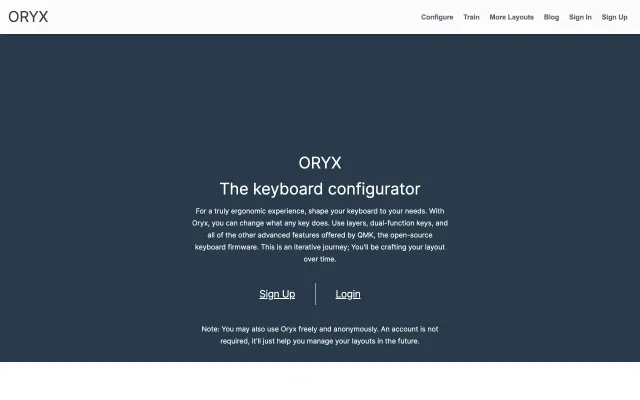 ORYX
Configure Train More Layouts Blog Sign In Sign Up
ORYX
The keyboard configurator
For a truly ergonomic experience, shape your keyboard to your needs. With
Oryx, you can change what any key does. Use layers, dual-function keys, and
all of the other advanced features offered by QMK, the open-source
keyboard firmware. This is an iterative journey; You'll be crafting your layout
over time.
Sign Up Login
Note: You may also use Oryx freely and anonymously. An account is not
required, it'll just help you manage your layouts in the future.